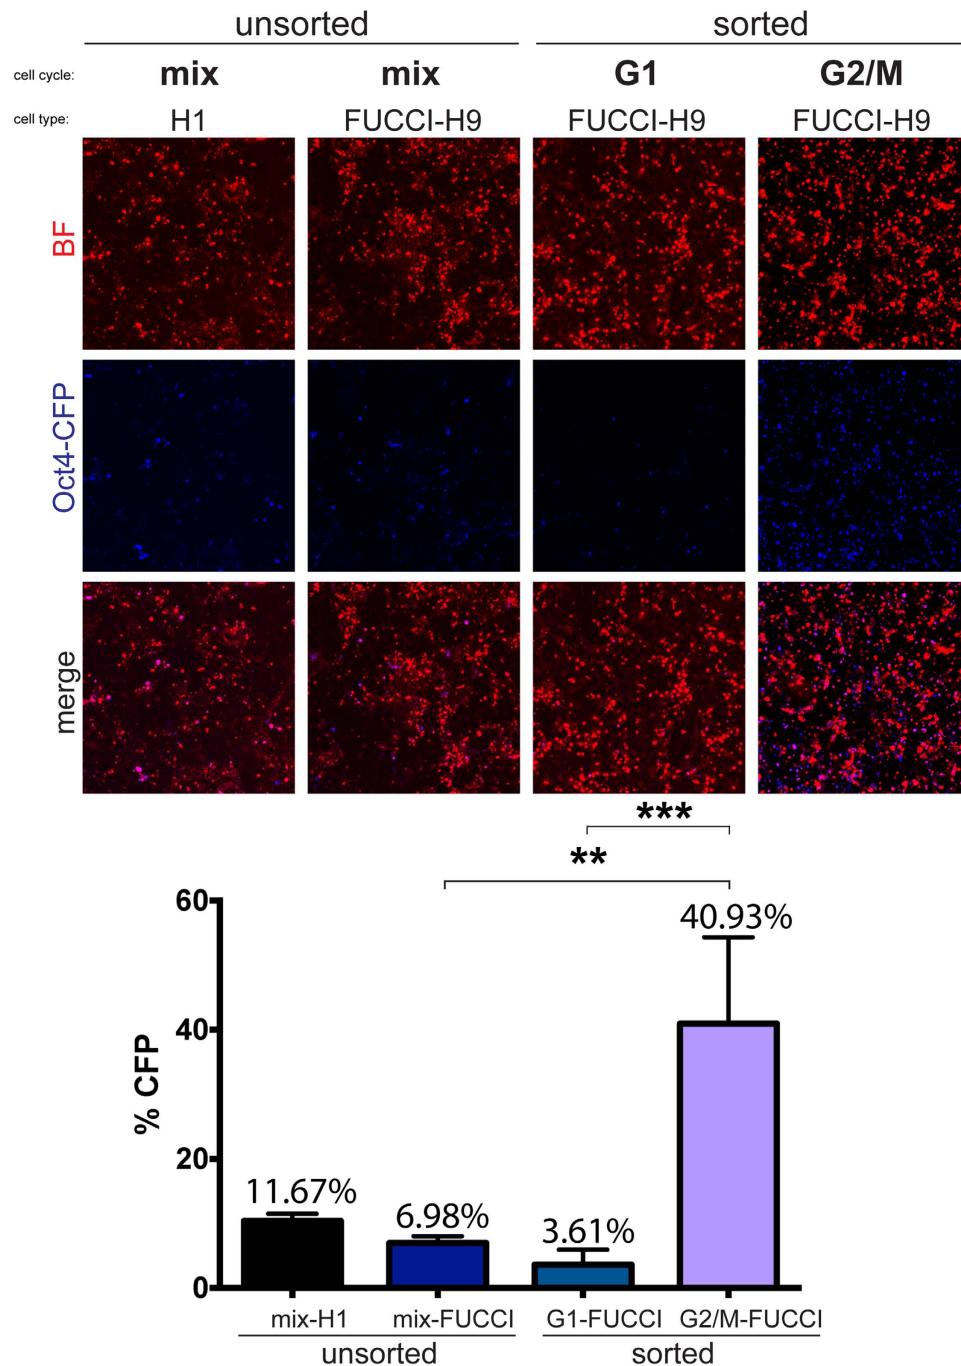 unsorted sorted
cell cycle: mix mix G1 G2/M
cell type: H1 FUCCI-H9 FUCCI-H9 FUCCI-H9
BF
Oct4-CFP
merge
***
**
60
40.93%
40
% CFP
20
11.67%
6.98%
3.61%
0
mix-H1 mix-FUCCI G1-FUCCI G2/M-FUCCI
unsorted sorted